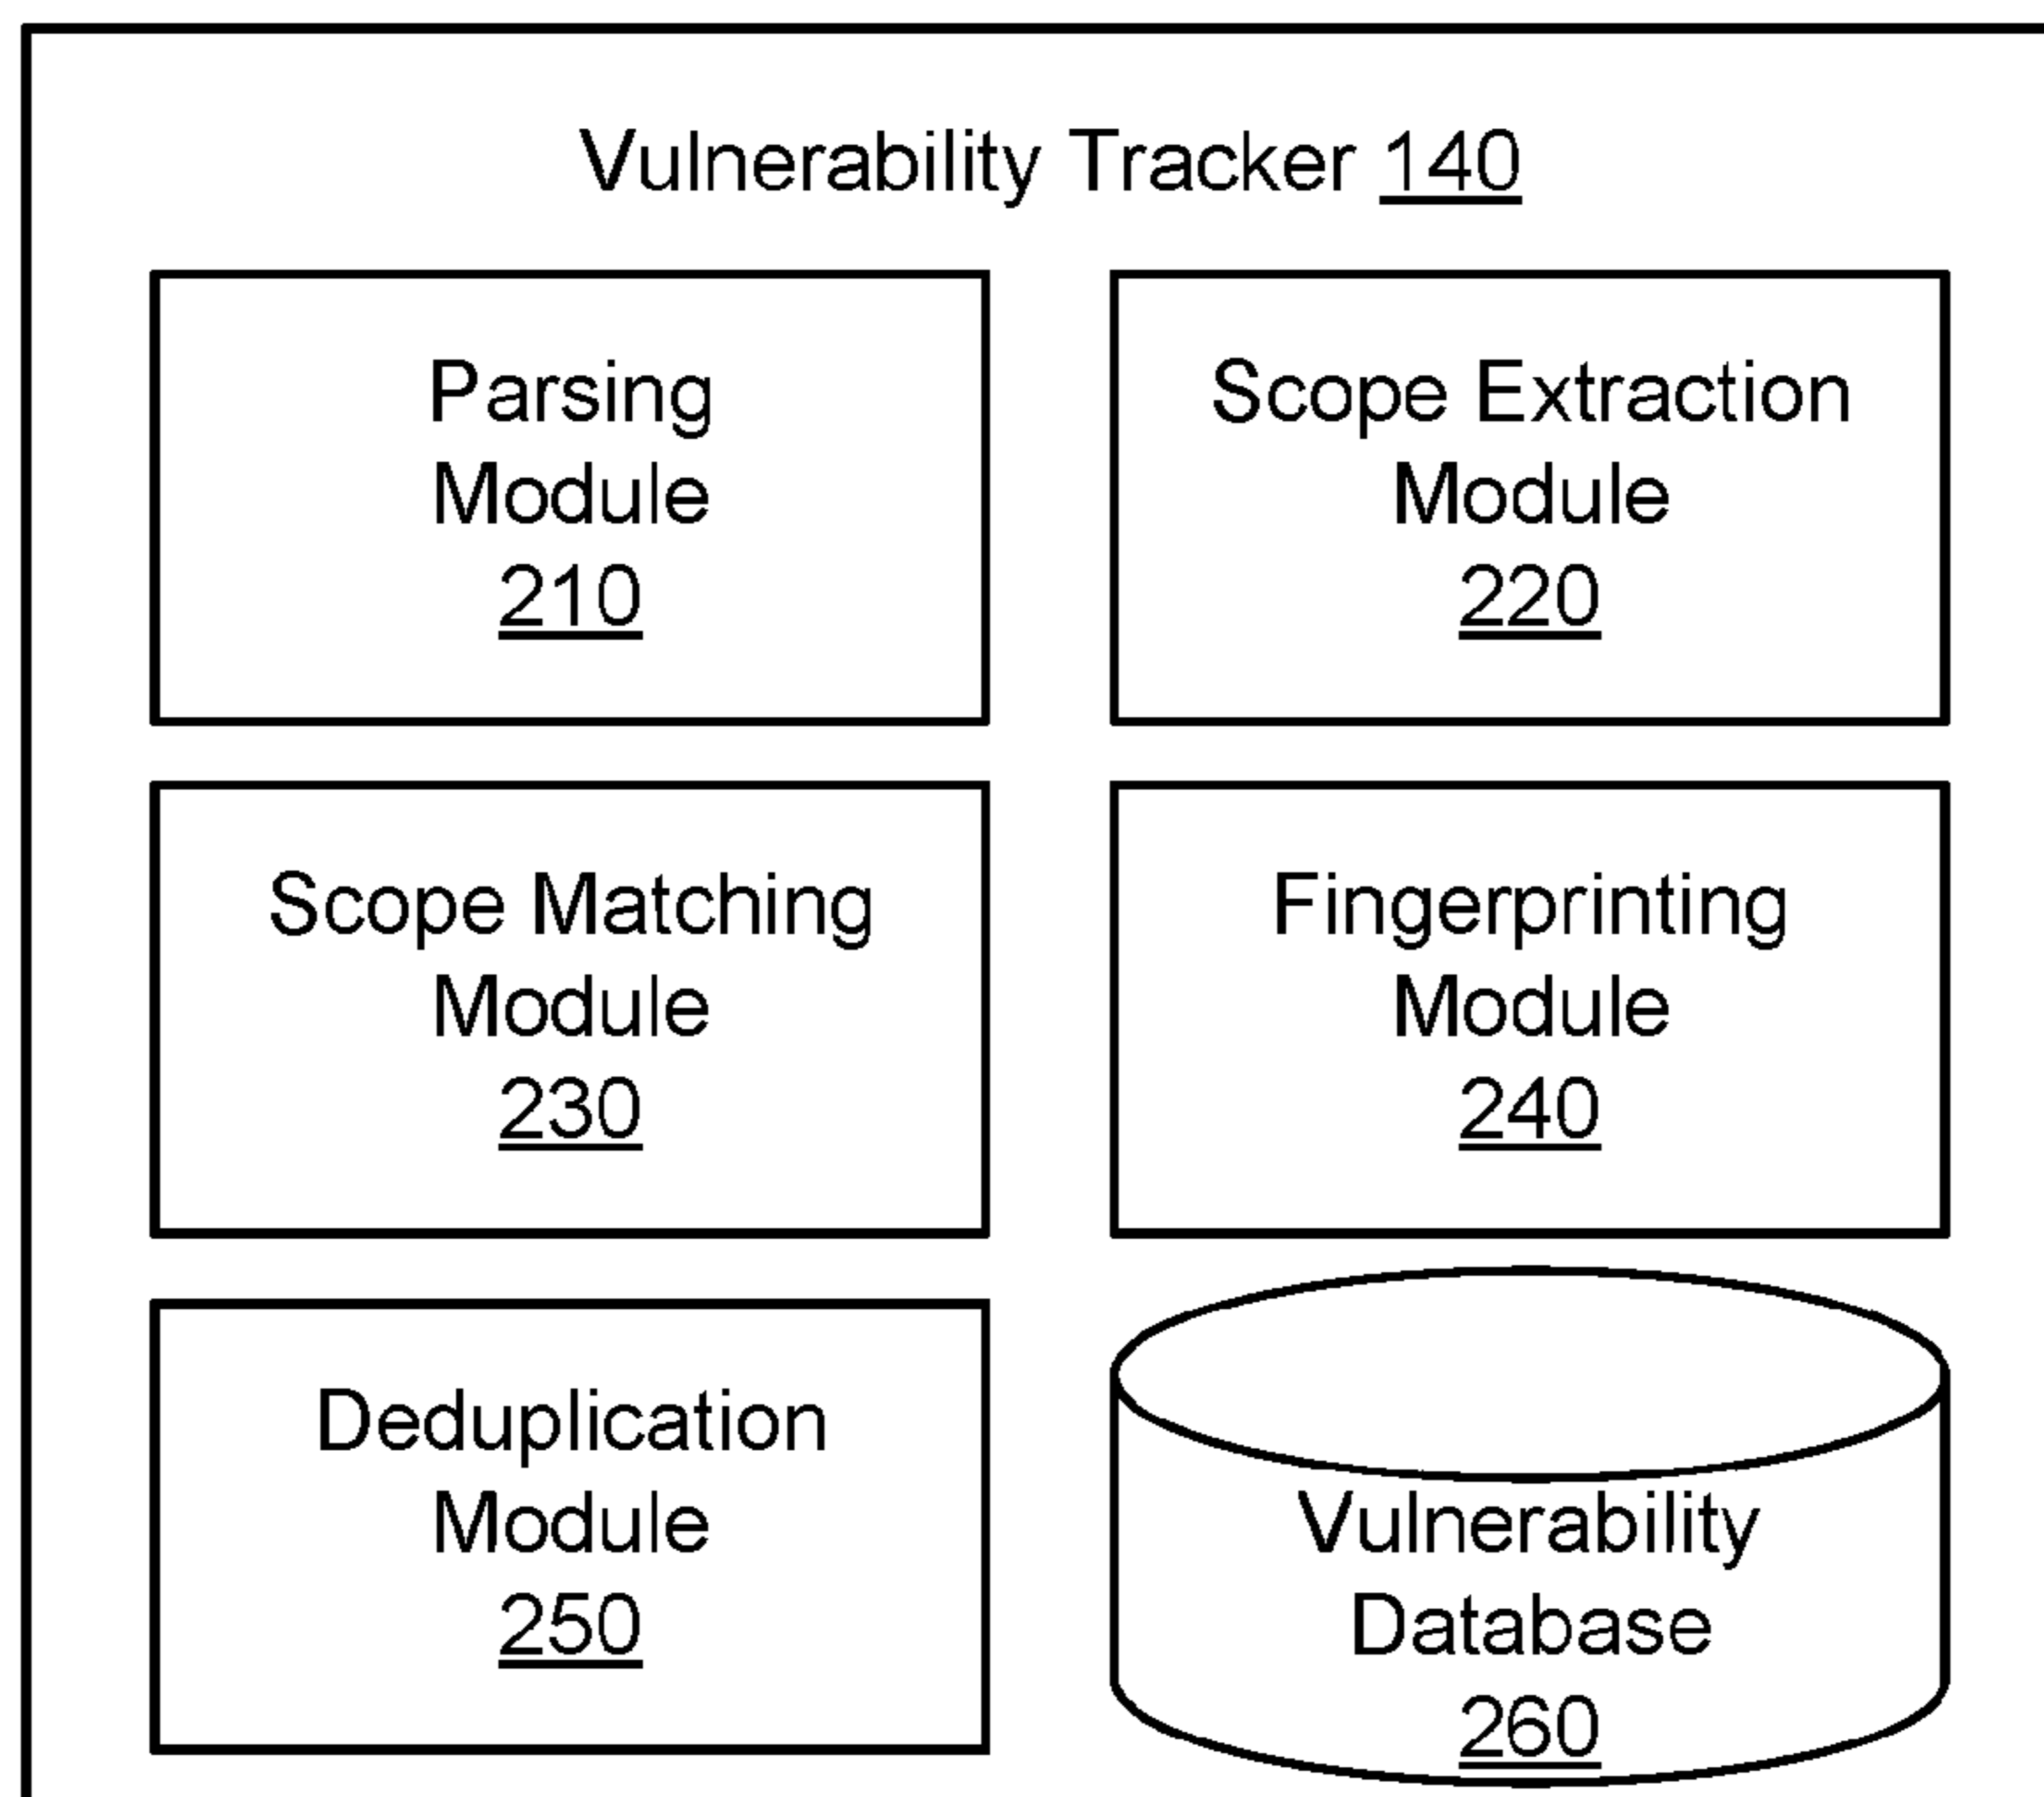 Vulnerability Tracker 140
Parsing
Module
210
Scope Extraction
Module
220
Scope Matching
Module
230
Fingerprinting
Module
240
Deduplication
Module
250
Vulnerability
Database
260